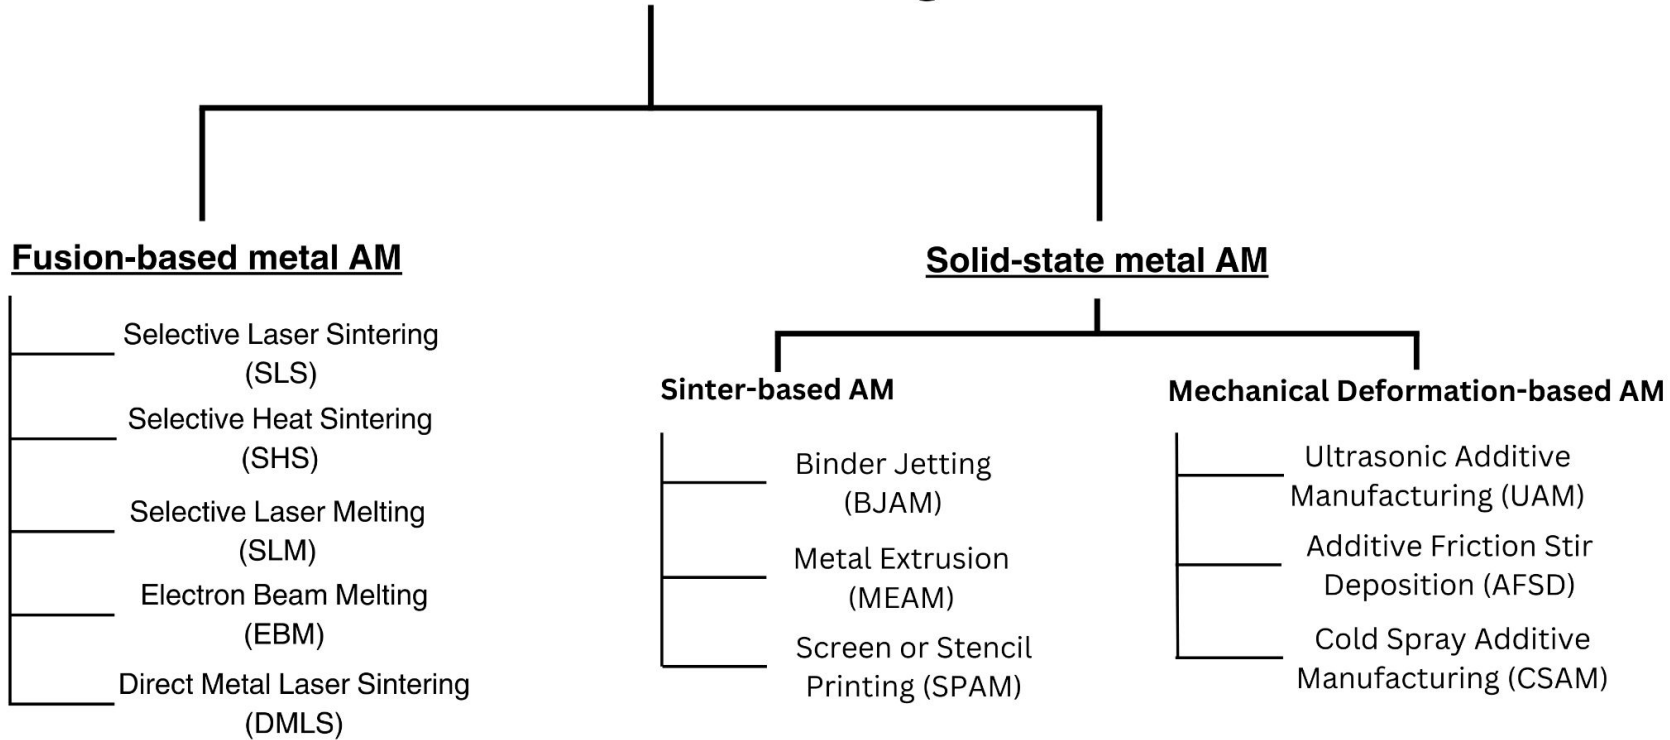 Fusion-based metal AM
Selective Laser Sintering
(SLS)
Selective Heat Sintering
(SHS)
Selective Laser Melting
(SLM)
Electron Beam Melting
(EBM)
Direct Metal Laser Sintering
(DMLS)
Solid-state metal AM
Sinter-based AM
Binder Jetting
(BJAM)
Metal Extrusion
(MEAM)
Screen or Stencil
Printing (SPAM)
Mechanical Deformation-based AM
Ultrasonic Additive
Manufacturing (UAM)
Additive Friction Stir
Deposition (AFSD)
Cold Spray Additive
Manufacturing (CSAM)